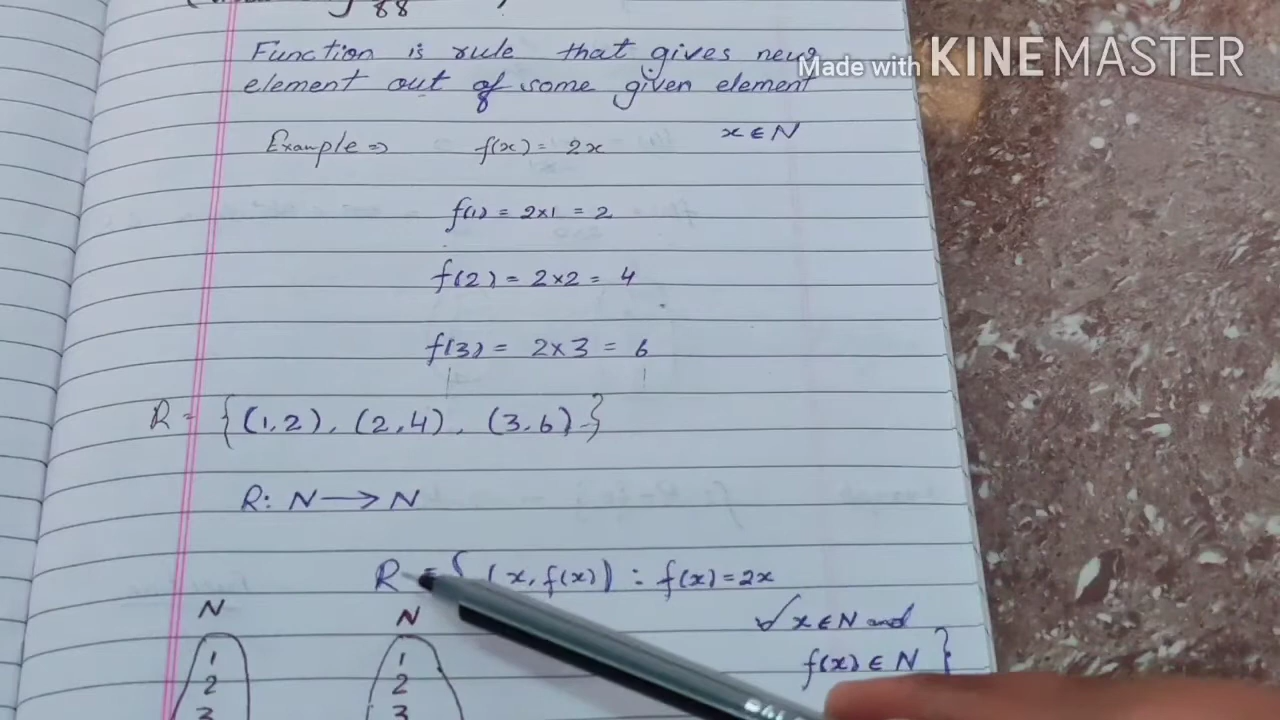 Function is rule that gives new
element out of some given element
Made with KINEMASTER
Example ⇒ f(x) = 2x x ∈ N
f(1) = 2×1 = 2
f(2) = 2×2 = 4
f(3) = 2×3 = 6
R = {(1,2), (2,4), (3,6)}
R: N ⟶ N
R = { (x, f(x)) : f(x) = 2x
∀ x ∈ N and
f(x) ∈ N }
N N
1 1
2 2
3 3